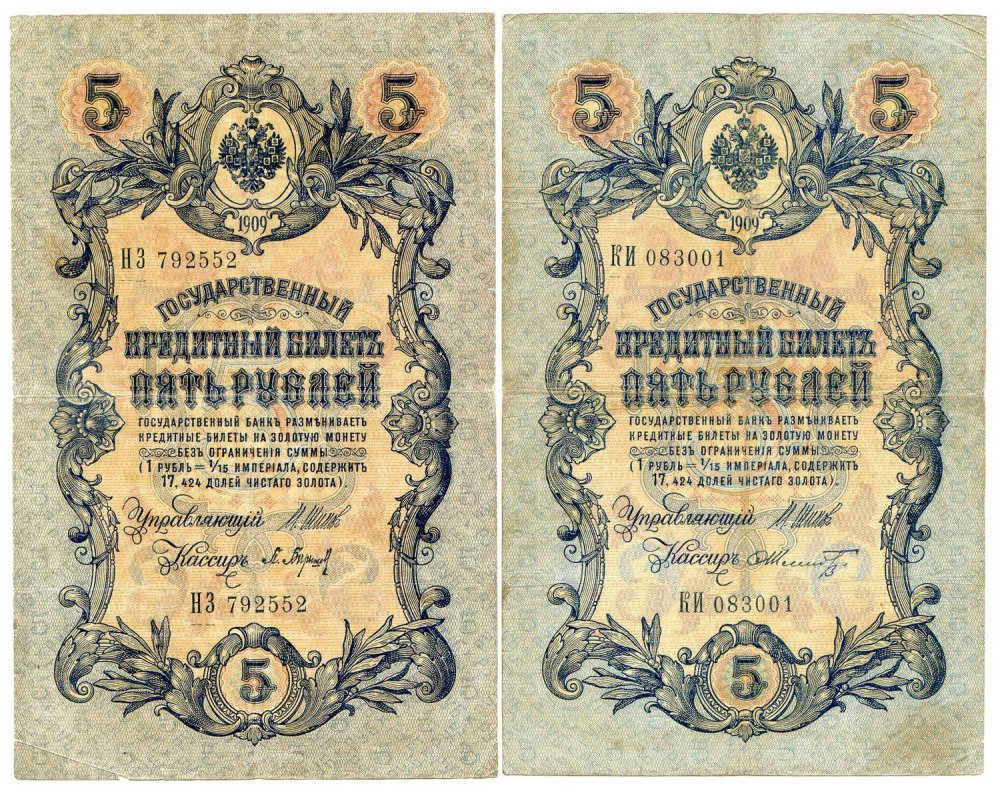 5 5
1909
НЗ 792552
ГОСУДАРСТВЕННЫЙ
КРЕДИТНЫЙ БИЛЕТЪ
ПЯТЬ РУБЛЕЙ
ГОСУДАРСТВЕННЫЙ БАНКЪ РАЗМѢНИВАЕТЪ
КРЕДИТНЫЕ БИЛЕТЫ НА ЗОЛОТУЮ МОНЕТУ
БЕЗЪ ОГРАНИЧЕНІЯ СУММЫ
(1 РУБЛЬ = 1/15 ИМПЕРІАЛА, СОДЕРЖИТЪ
17,424 ДОЛЕЙ ЧИСТАГО ЗОЛОТА).
Управляющій
Кассиръ
НЗ 792552
5
5 5
1909
КИ 083001
ГОСУДАРСТВЕННЫЙ
КРЕДИТНЫЙ БИЛЕТЪ
ПЯТЬ РУБЛЕЙ
ГОСУДАРСТВЕННЫЙ БАНКЪ РАЗМѢНИВАЕТЪ
КРЕДИТНЫЕ БИЛЕТЫ НА ЗОЛОТУЮ МОНЕТУ
БЕЗЪ ОГРАНИЧЕНІЯ СУММЫ
(1 РУБЛЬ = 1/15 ИМПЕРІАЛА, СОДЕРЖИТЪ
17,424 ДОЛЕЙ ЧИСТАГО ЗОЛОТА).
Управляющій
Кассиръ
КИ 083001
5